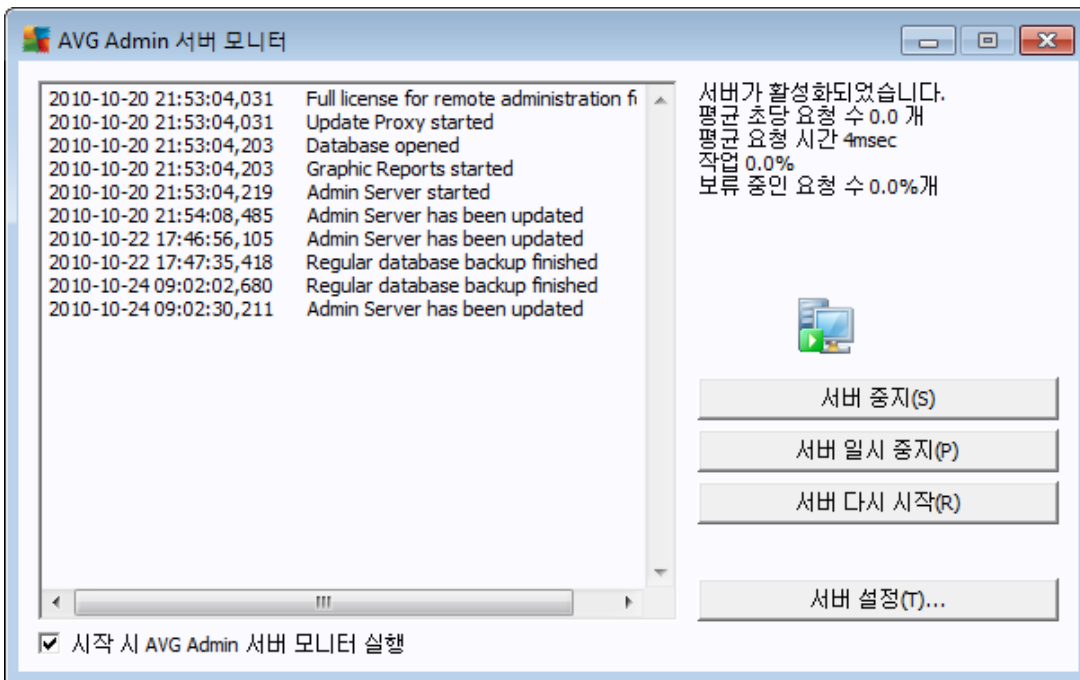 AVG Admin 서버 모니터
2010-10-20 21:53:04,031 Full license for remote administration
2010-10-20 21:53:04,031 Update Proxy started
2010-10-20 21:53:04,203 Database opened
2010-10-20 21:53:04,203 Graphic Reports started
2010-10-20 21:53:04,219 Admin Server started
2010-10-20 21:54:08,485 Admin Server has been updated
2010-10-22 17:46:56,105 Admin Server has been updated
2010-10-22 17:47:35,418 Regular database backup finished
2010-10-24 09:02:02,680 Regular database backup finished
2010-10-24 09:02:30,211 Admin Server has been updated
서버가 활성화되었습니다.
평균 초당 요청 수 0.0 개
평균 요청 시간 4msec
작업 0.0%
보류 중인 요청 수 0.0%개
서버 중지(S)
서버 일시 중지(P)
서버 다시 시작(R)
서버 설정(T)...
시작 시 AVG Admin 서버 모니터 실행